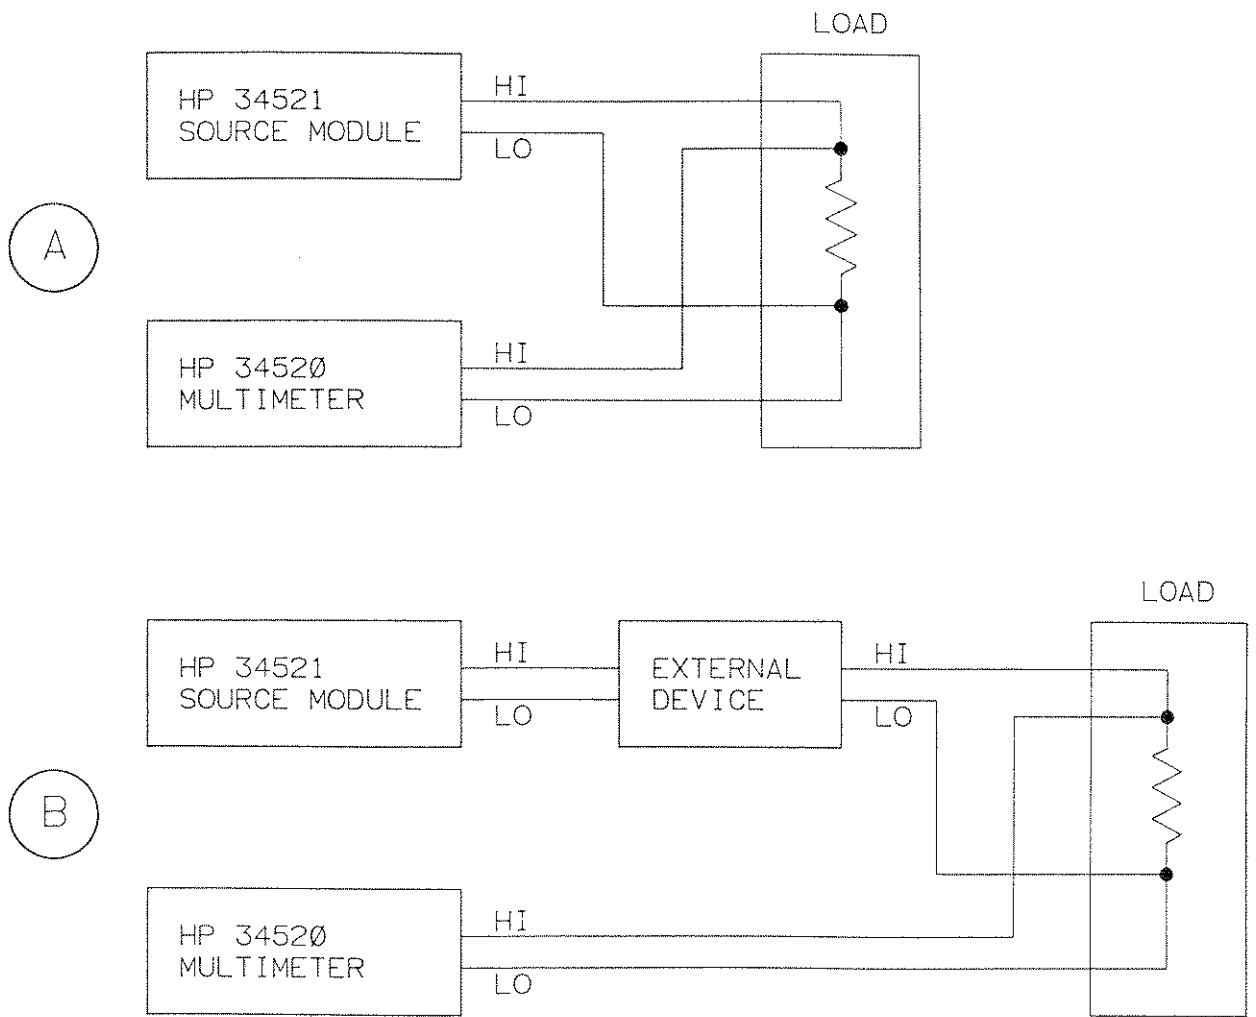 LOAD
HP 34521
SOURCE MODULE
HI
LO
A
HP 34520
MULTIMETER
HI
LO
LOAD
HP 34521
SOURCE MODULE
HI
LO
EXTERNAL
DEVICE
HI
LO
B
HP 34520
MULTIMETER
HI
LO